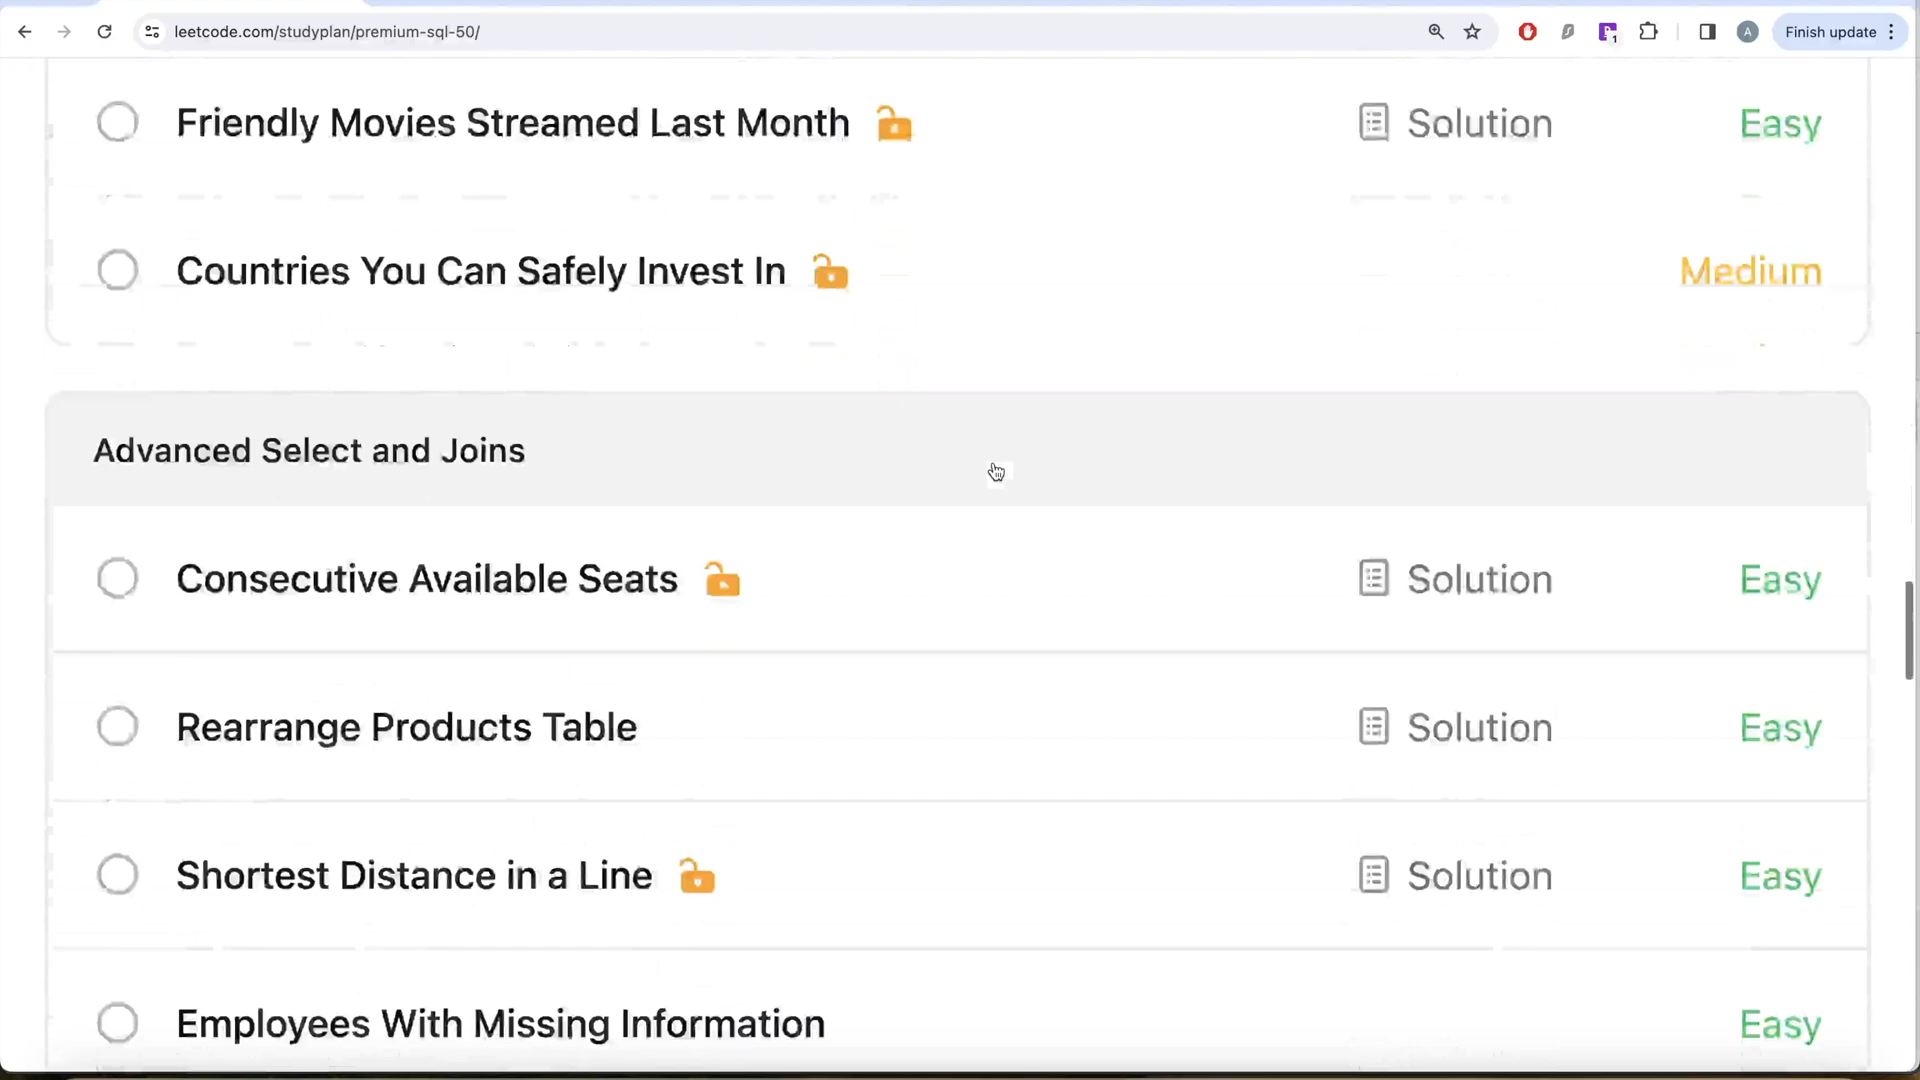 leetcode.com/studyplan/premium-sql-50/
1
A
Finish update
Friendly Movies Streamed Last Month Solution Easy
Countries You Can Safely Invest In Medium
Advanced Select and Joins
Consecutive Available Seats Solution Easy
Rearrange Products Table Solution Easy
Shortest Distance in a Line Solution Easy
Employees With Missing Information Easy